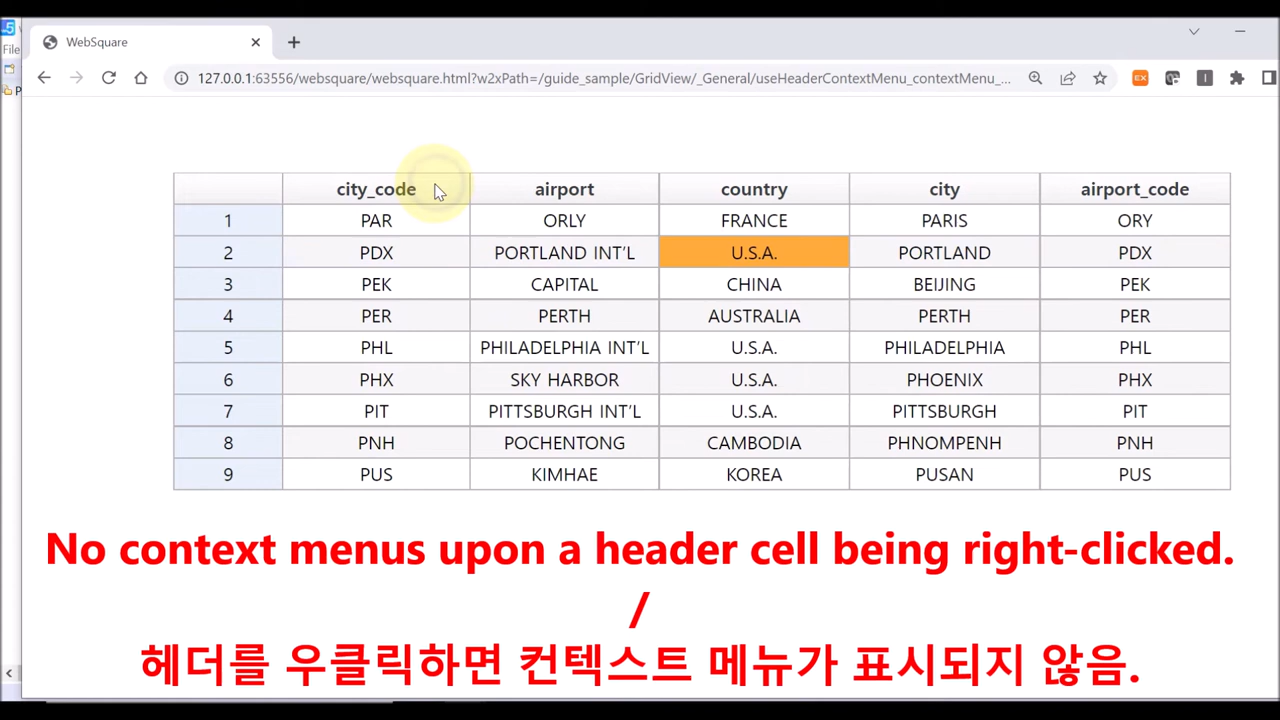 WebSquare
File
127.0.0.1:63556/websquare/websquare.html?w2xPath=/guide_sample/GridView/_General/useHeaderContextMenu_contextMenu_...
EX
city_code airport country city airport_code
1 PAR ORLY FRANCE PARIS ORY
2 PDX PORTLAND INT'L U.S.A. PORTLAND PDX
3 PEK CAPITAL CHINA BEIJING PEK
4 PER PERTH AUSTRALIA PERTH PER
5 PHL PHILADELPHIA INT'L U.S.A. PHILADELPHIA PHL
6 PHX SKY HARBOR U.S.A. PHOENIX PHX
7 PIT PITTSBURGH INT'L U.S.A. PITTSBURGH PIT
8 PNH POCHENTONG CAMBODIA PHNOMPENH PNH
9 PUS KIMHAE KOREA PUSAN PUS
No context menus upon a header cell being right-clicked.
/
헤더를 우클릭하면 컨텍스트 메뉴가 표시되지 않음.